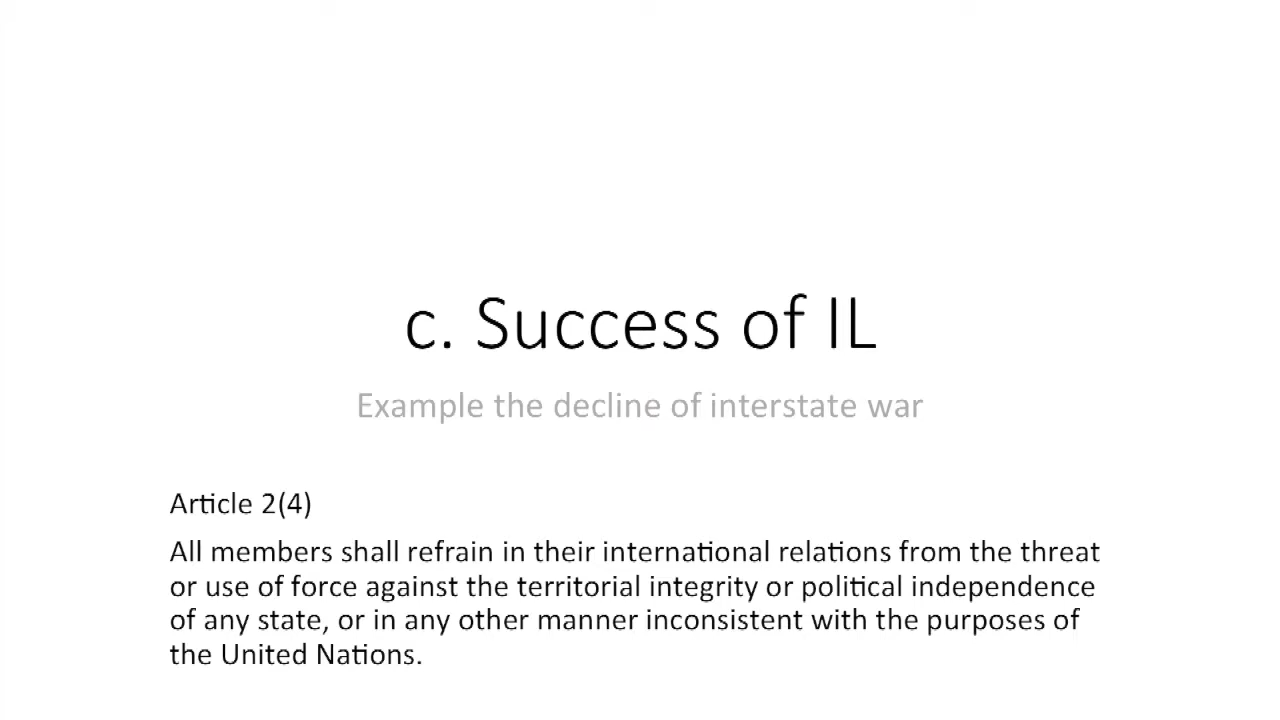 c. Success of IL
Example the decline of interstate war
Article 2(4)
All members shall refrain in their international relations from the threat
or use of force against the territorial integrity or political independence
of any state, or in any other manner inconsistent with the purposes of
the United Nations.